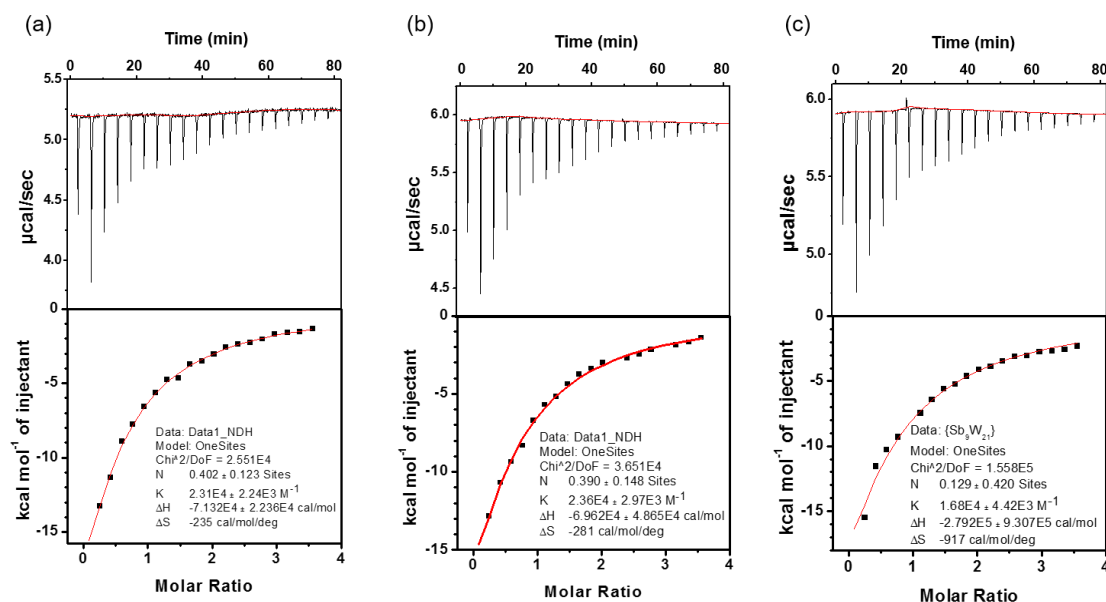 (a)
Time (min)
0 20 40 60 80
5.5
5.0
4.5
4.0
0
µcal/sec
-5
-10
-15
kcal mol⁻¹ of injectant
Data: Data1_NDH
Model: OneSites
Chi^2/DoF = 2.551E4
N 0.402 ± 0.123 Sites
K 2.31E4 ± 2.24E3 M⁻¹
ΔH -7.132E4 ± 2.236E4 cal/mol
ΔS -235 cal/mol/deg
0 1 2 3 4
Molar Ratio
(b)
Time (min)
0 20 40 60 80
6.0
5.5
5.0
4.5
0
µcal/sec
-5
-10
-15
kcal mol⁻¹ of injectant
Data: Data1_NDH
Model: OneSites
Chi^2/DoF = 3.651E4
N 0.390 ± 0.148 Sites
K 2.36E4 ± 2.97E3 M⁻¹
ΔH -6.962E4 ± 4.865E4 cal/mol
ΔS -281 cal/mol/deg
0 1 2 3 4
Molar Ratio
(c)
Time (min)
0 20 40 60 80
6.0
5.5
5.0
0
µcal/sec
-5
-10
-15
kcal mol⁻¹ of injectant
Data: {Sb₉W₂₁}
Model: OneSites
Chi^2/DoF = 1.558E5
N 0.129 ± 0.420 Sites
K 1.68E4 ± 4.42E3 M⁻¹
ΔH -2.792E5 ± 9.307E5 cal/mol
ΔS -917 cal/mol/deg
0 1 2 3 4
Molar Ratio